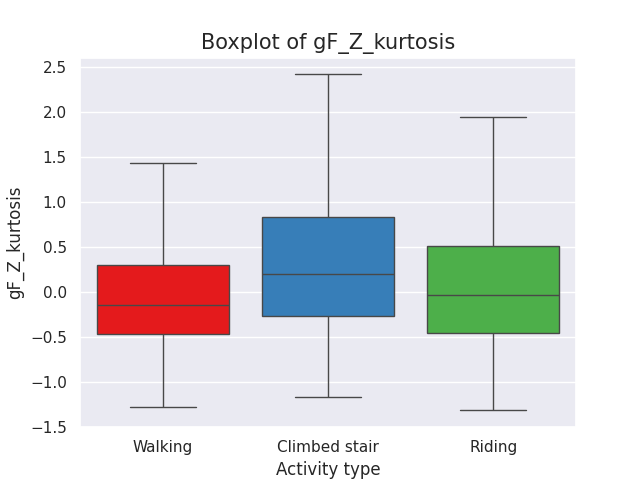 Boxplot of gF_Z_kurtosis
2.5
2.0
1.5
1.0
0.5
0.0
−0.5
−1.0
−1.5
gF_Z_kurtosis
Walking
Climbed stair
Riding
Activity type